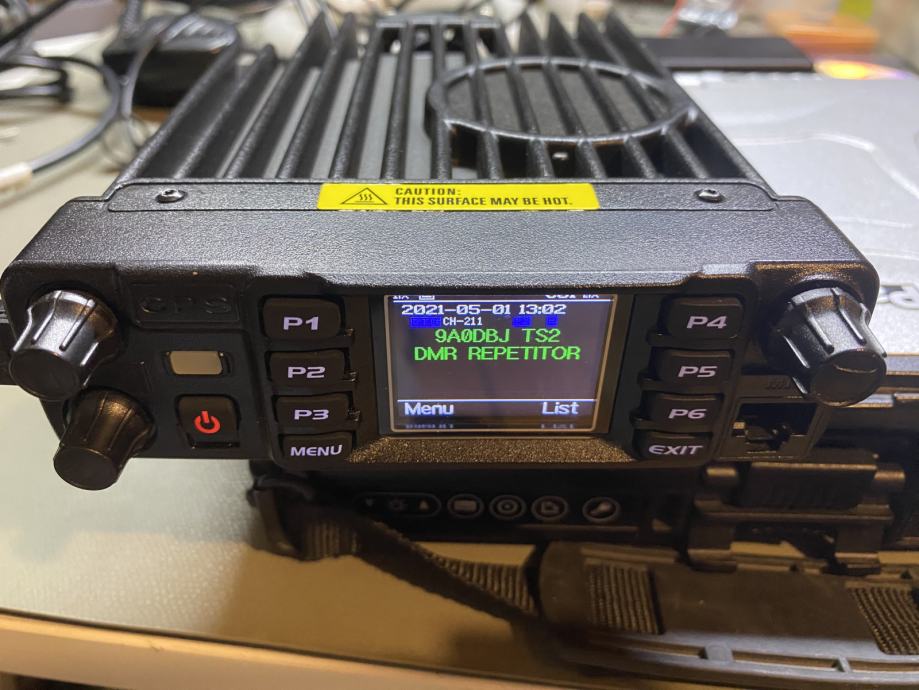 CAUTION:
THIS SURFACE MAY BE HOT.
GPS
P1
P2
P3
MENU
2021-05-01 13:02
CH-211
9A0DBJ TS2
DMR REPETITOR
Menu
List
P4
P5
P6
EXIT